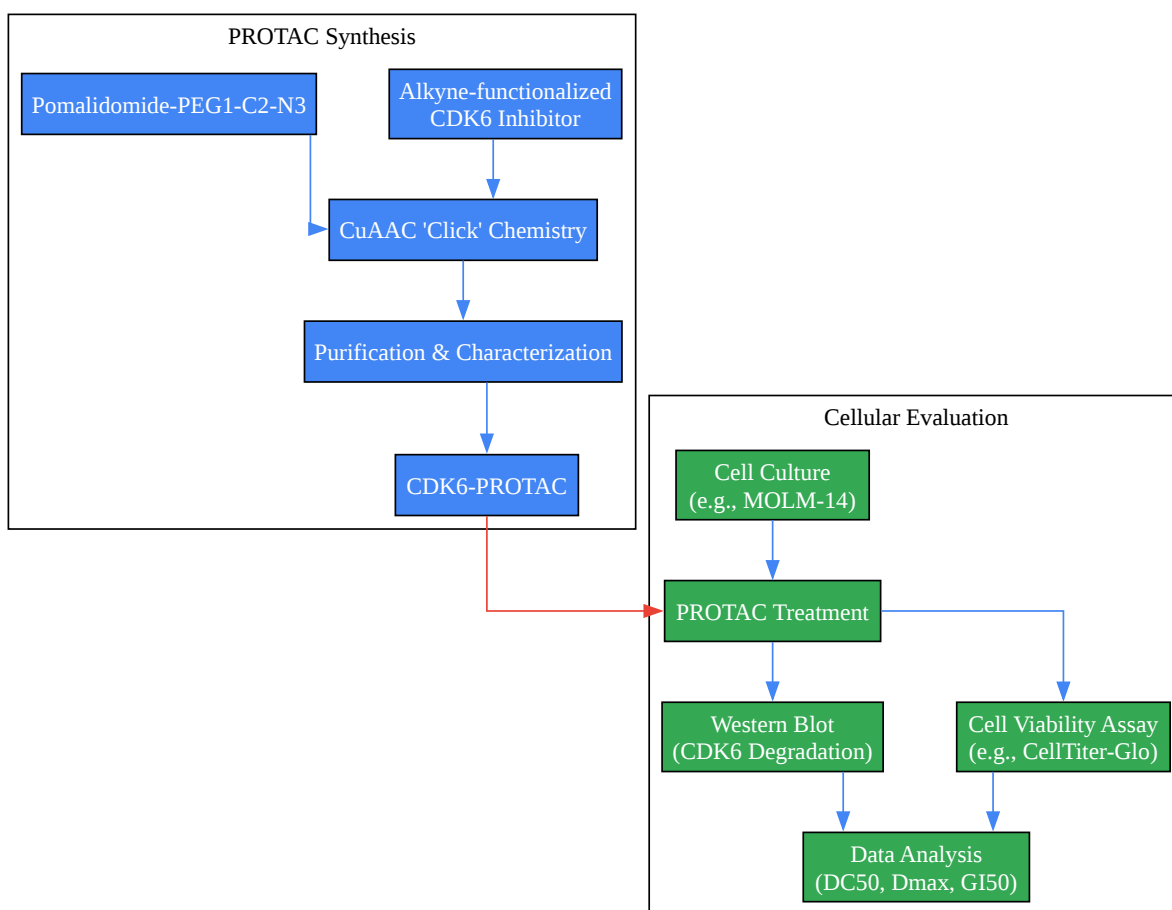 PROTAC Synthesis
Pomalidomide-PEG1-C2-N3
Alkyne-functionalized
CDK6 Inhibitor
CuAAC 'Click' Chemistry
Purification & Characterization
CDK6-PROTAC
Cellular Evaluation
Cell Culture
(e.g., MOLM-14)
PROTAC Treatment
Western Blot
(CDK6 Degradation)
Cell Viability Assay
(e.g., CellTiter-Glo)
Data Analysis
(DC50, Dmax, GI50)